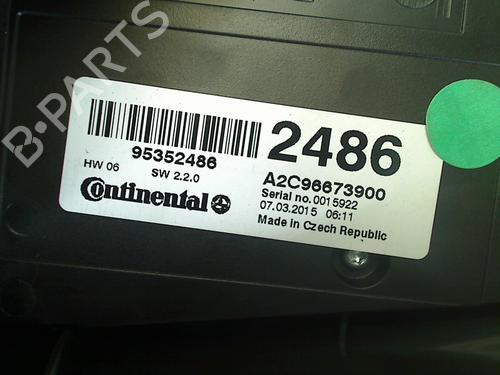 95352486
HW 06
SW 2.2.0
Continental
2486
A2C96673900
Serial no. 0015922
07.03.2015 06:11
Made in Czech Republic
B-PARTS